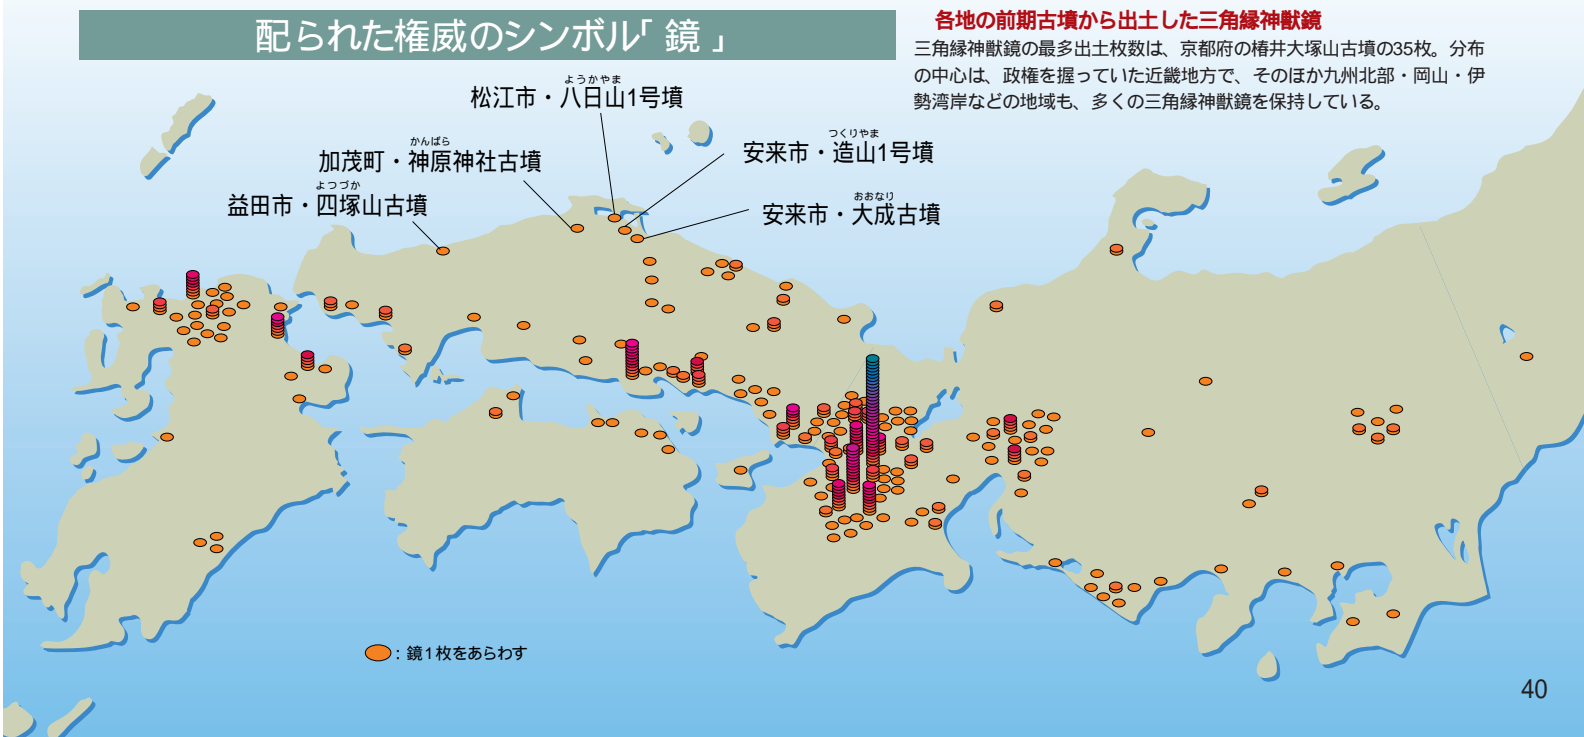 配られた権威のシンボル「 鏡 」
各地の前期古墳から出土した三角縁神獣鏡
三角縁神獣鏡の最多出土枚数は、京都府の椿井大塚山古墳の35枚。分布
の中心は、政権を握っていた近畿地方で、そのほか九州北部・岡山・伊
勢湾岸などの地域も、多くの三角縁神獣鏡を保持している。
ようかやま
松江市・八日山1号墳
かんばら
加茂町・神原神社古墳
よつづか
益田市・四塚山古墳
つくりやま
安来市・造山1号墳
おおなり
安来市・大成古墳
：鏡1枚をあらわす
40